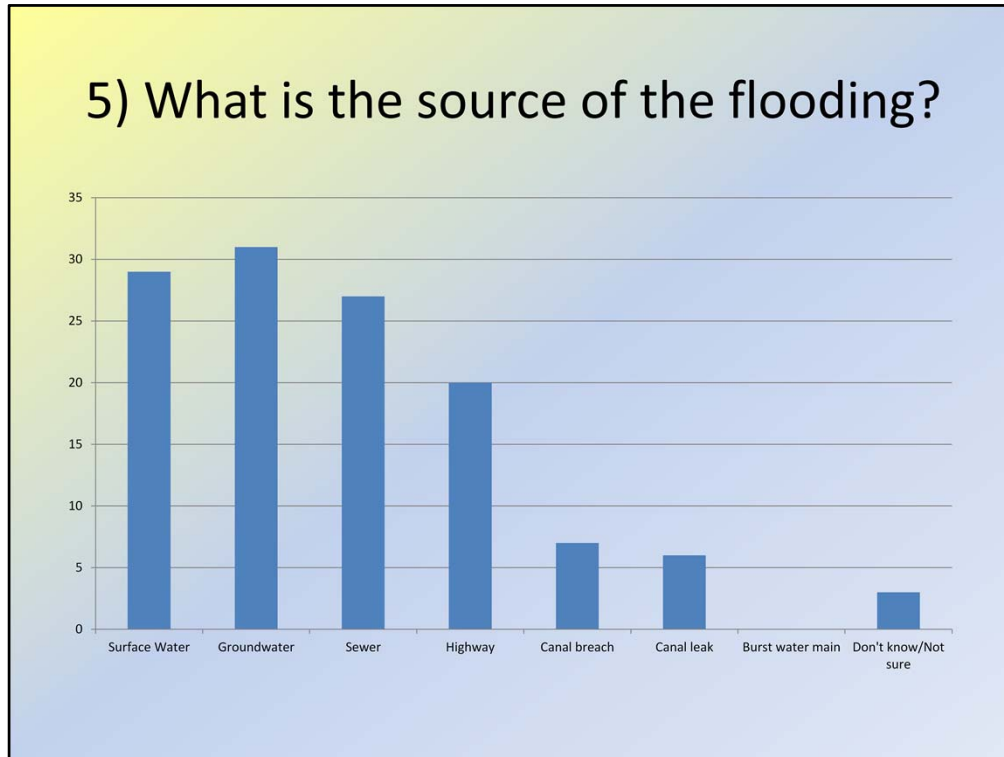 5) What is the source of the flooding?
35
30
25
20
15
10
5
0
Surface Water Groundwater Sewer Highway Canal breach Canal leak Burst water main Don't know/Not
sure